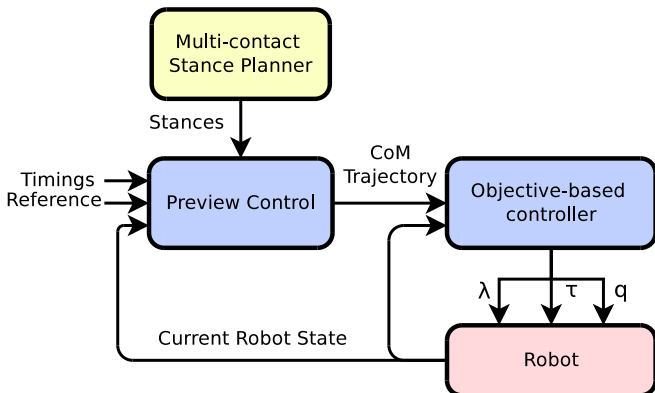 Multi-contact
Stance Planner
Stances
CoM
Trajectory
Timings
Reference
Preview Control
Objective-based
controller
λ τ q
Current Robot State
Robot